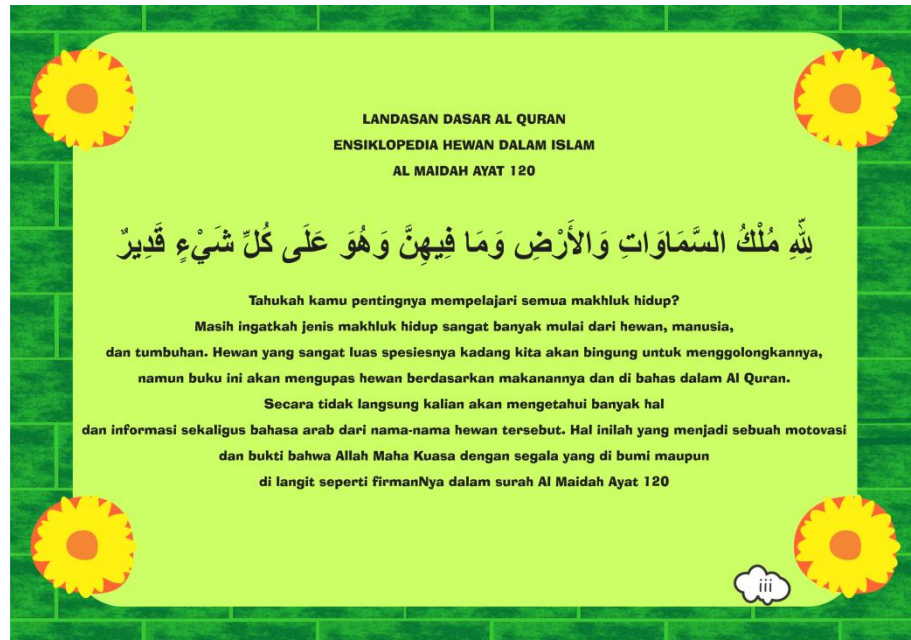 LANDASAN DASAR AL QURAN
ENSIKLOPEDIA HEWAN DALAM ISLAM
AL MAIDAH AYAT 120
لِلَّهِ مُلْكُ السَّمَاوَاتِ وَالأَرْضِ وَمَا فِيهِنَّ وَهُوَ عَلَى كُلِّ شَيْءٍ قَدِيرٌ
Tahukah kamu pentingnya mempelajari semua makhluk hidup?
Masih ingatkah jenis makhluk hidup sangat banyak mulai dari hewan, manusia,
dan tumbuhan. Hewan yang sangat luas spesiesnya kadang kita akan bingung untuk menggolongkannya,
namun buku ini akan mengupas hewan berdasarkan makanannya dan di bahas dalam Al Quran.
Secara tidak langsung kalian akan mengetahui banyak hal
dan informasi sekaligus bahasa arab dari nama-nama hewan tersebut. Hal inilah yang menjadi sebuah motovasi
dan bukti bahwa Allah Maha Kuasa dengan segala yang di bumi maupun
di langit seperti firmanNya dalam surah Al Maidah Ayat 120
iii